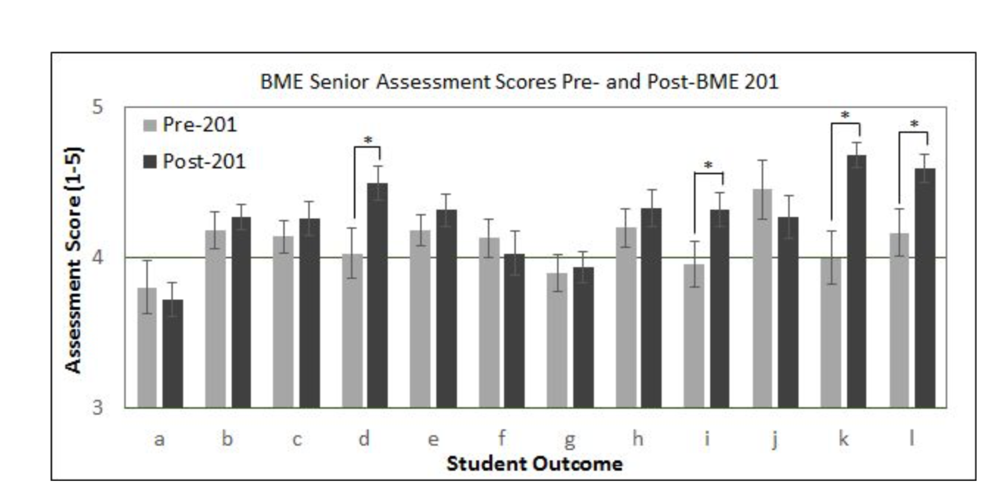 BME Senior Assessment Scores Pre- and Post-BME 201
5
Pre-201
Post-201
4
3
Assessment Score (1-5)
*
*
*
*
a b c d e f g h i j k l
Student Outcome